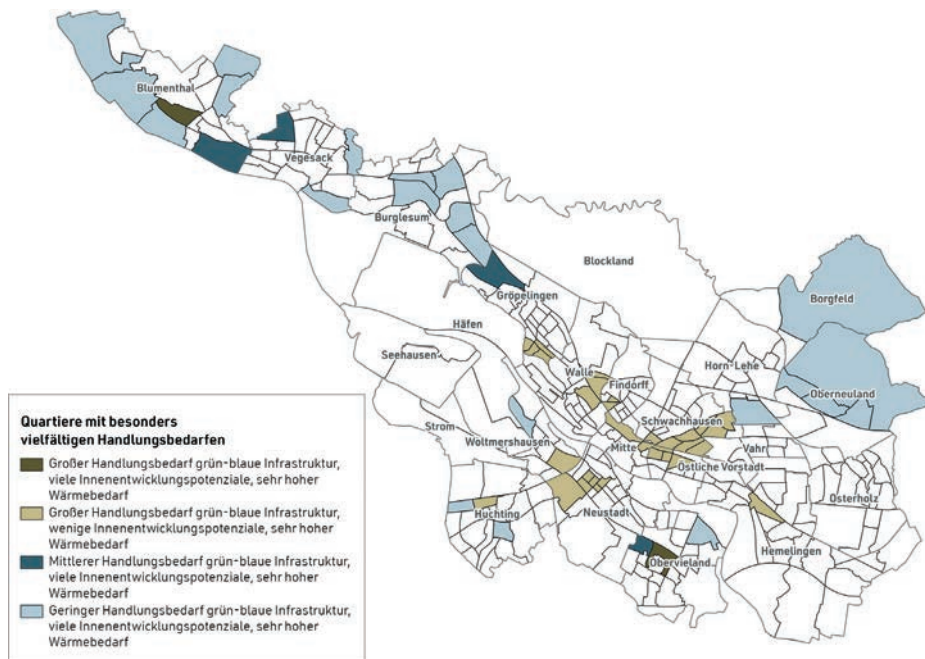 Blumenthal
Vegesack
Burglesum
Blockland
Borgfeld
Gröpelingen
Häfen
Seehausen
Horn-Lehe
Walle
Findorff
Oberneuland
Schwachhausen
Strom
Woltmershausen
Mitte
Vahr
Östliche Vorstadt
Osterholz
Huchting
Neustadt
Hemelingen
Obervieland
Quartiere mit besonders
vielfältigen Handlungsbedarfen
Großer Handlungsbedarf grün-blaue Infrastruktur,
viele Innenentwicklungspotenziale, sehr hoher
Wärmebedarf
Großer Handlungsbedarf grün-blaue Infrastruktur,
wenige Innenentwicklungspotenziale, sehr hoher
Wärmebedarf
Mittlerer Handlungsbedarf grün-blaue Infrastruktur,
viele Innenentwicklungspotenziale, sehr hoher
Wärmebedarf
Geringer Handlungsbedarf grün-blaue Infrastruktur,
viele Innenentwicklungspotenziale, sehr hoher
Wärmebedarf